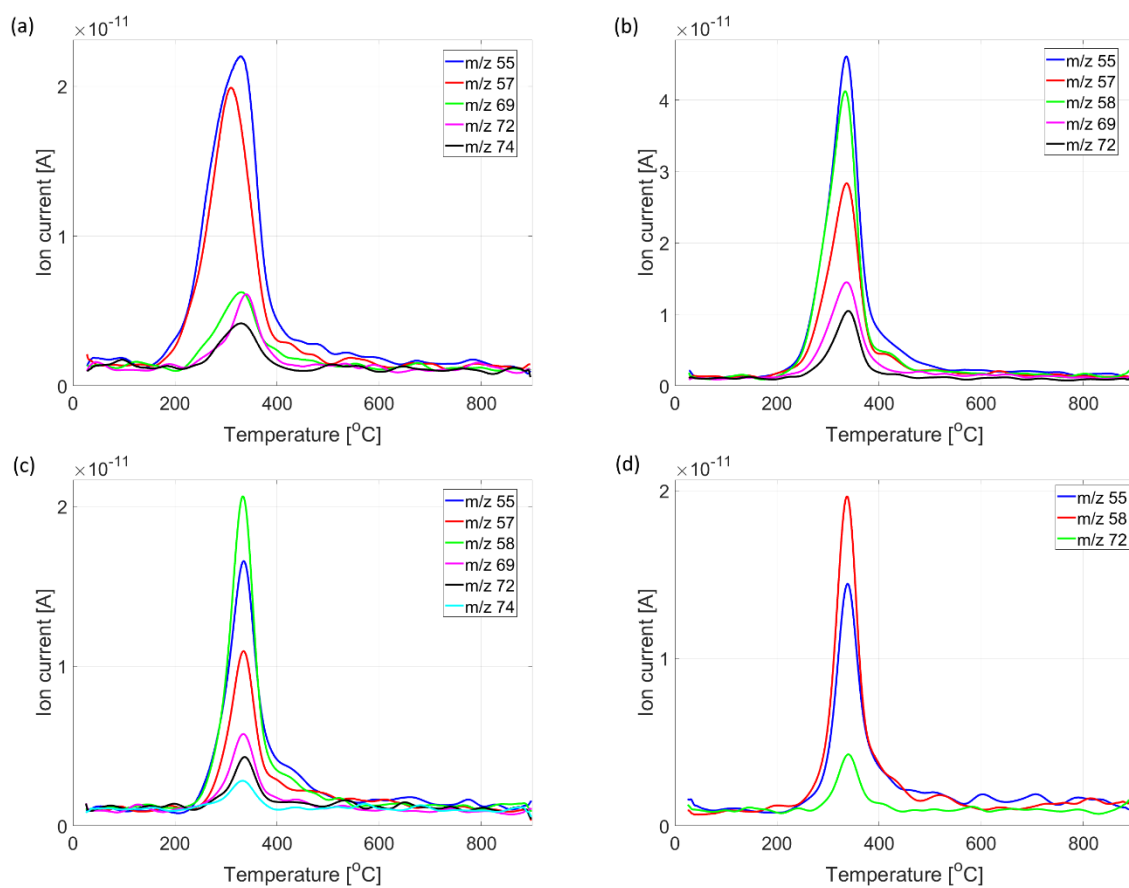 (a)
×10⁻¹¹
Ion current [A]
2
1
0
m/z 55
m/z 57
m/z 69
m/z 72
m/z 74
0 200 400 600 800
Temperature [°C]
(b)
×10⁻¹¹
Ion current [A]
4
3
2
1
0
m/z 55
m/z 57
m/z 58
m/z 69
m/z 72
0 200 400 600 800
Temperature [°C]
(c)
×10⁻¹¹
Ion current [A]
2
1
0
m/z 55
m/z 57
m/z 58
m/z 69
m/z 72
m/z 74
0 200 400 600 800
Temperature [°C]
(d)
×10⁻¹¹
Ion current [A]
2
1
0
m/z 55
m/z 58
m/z 72
0 200 400 600 800
Temperature [°C]